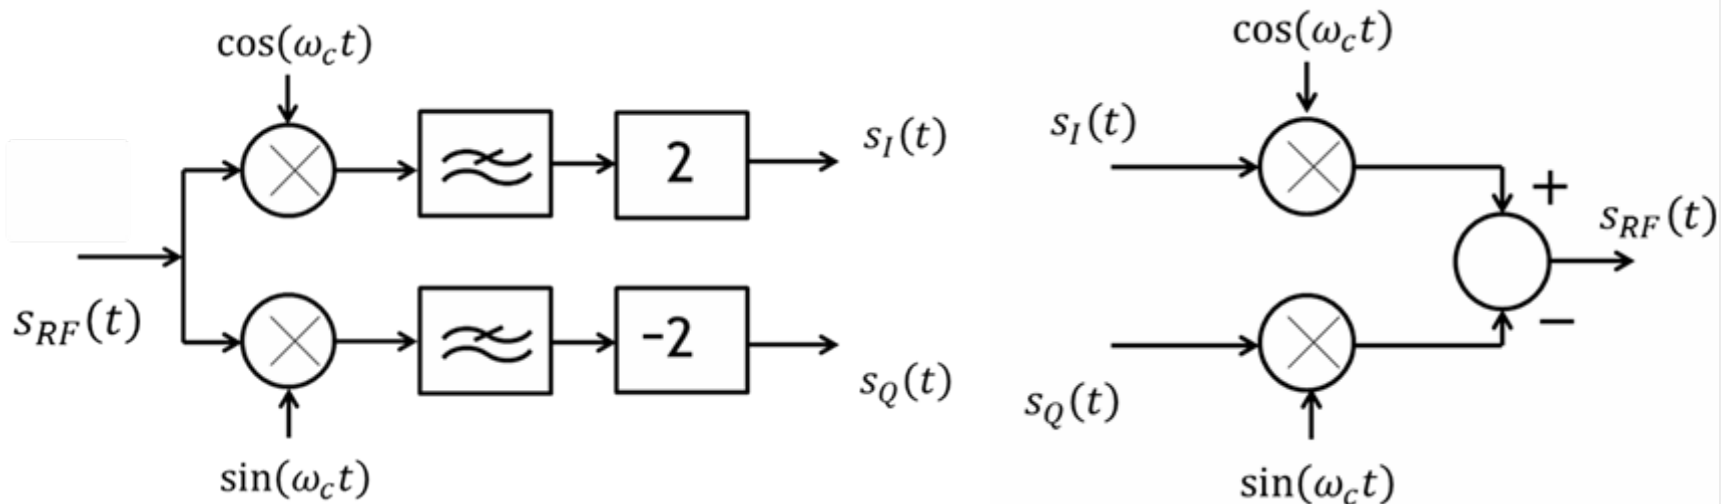 cos(ω_c t)
s_I(t)
2
s_RF(t)
-2
s_Q(t)
sin(ω_c t)
cos(ω_c t)
s_I(t)
+
s_RF(t)
−
s_Q(t)
sin(ω_c t)